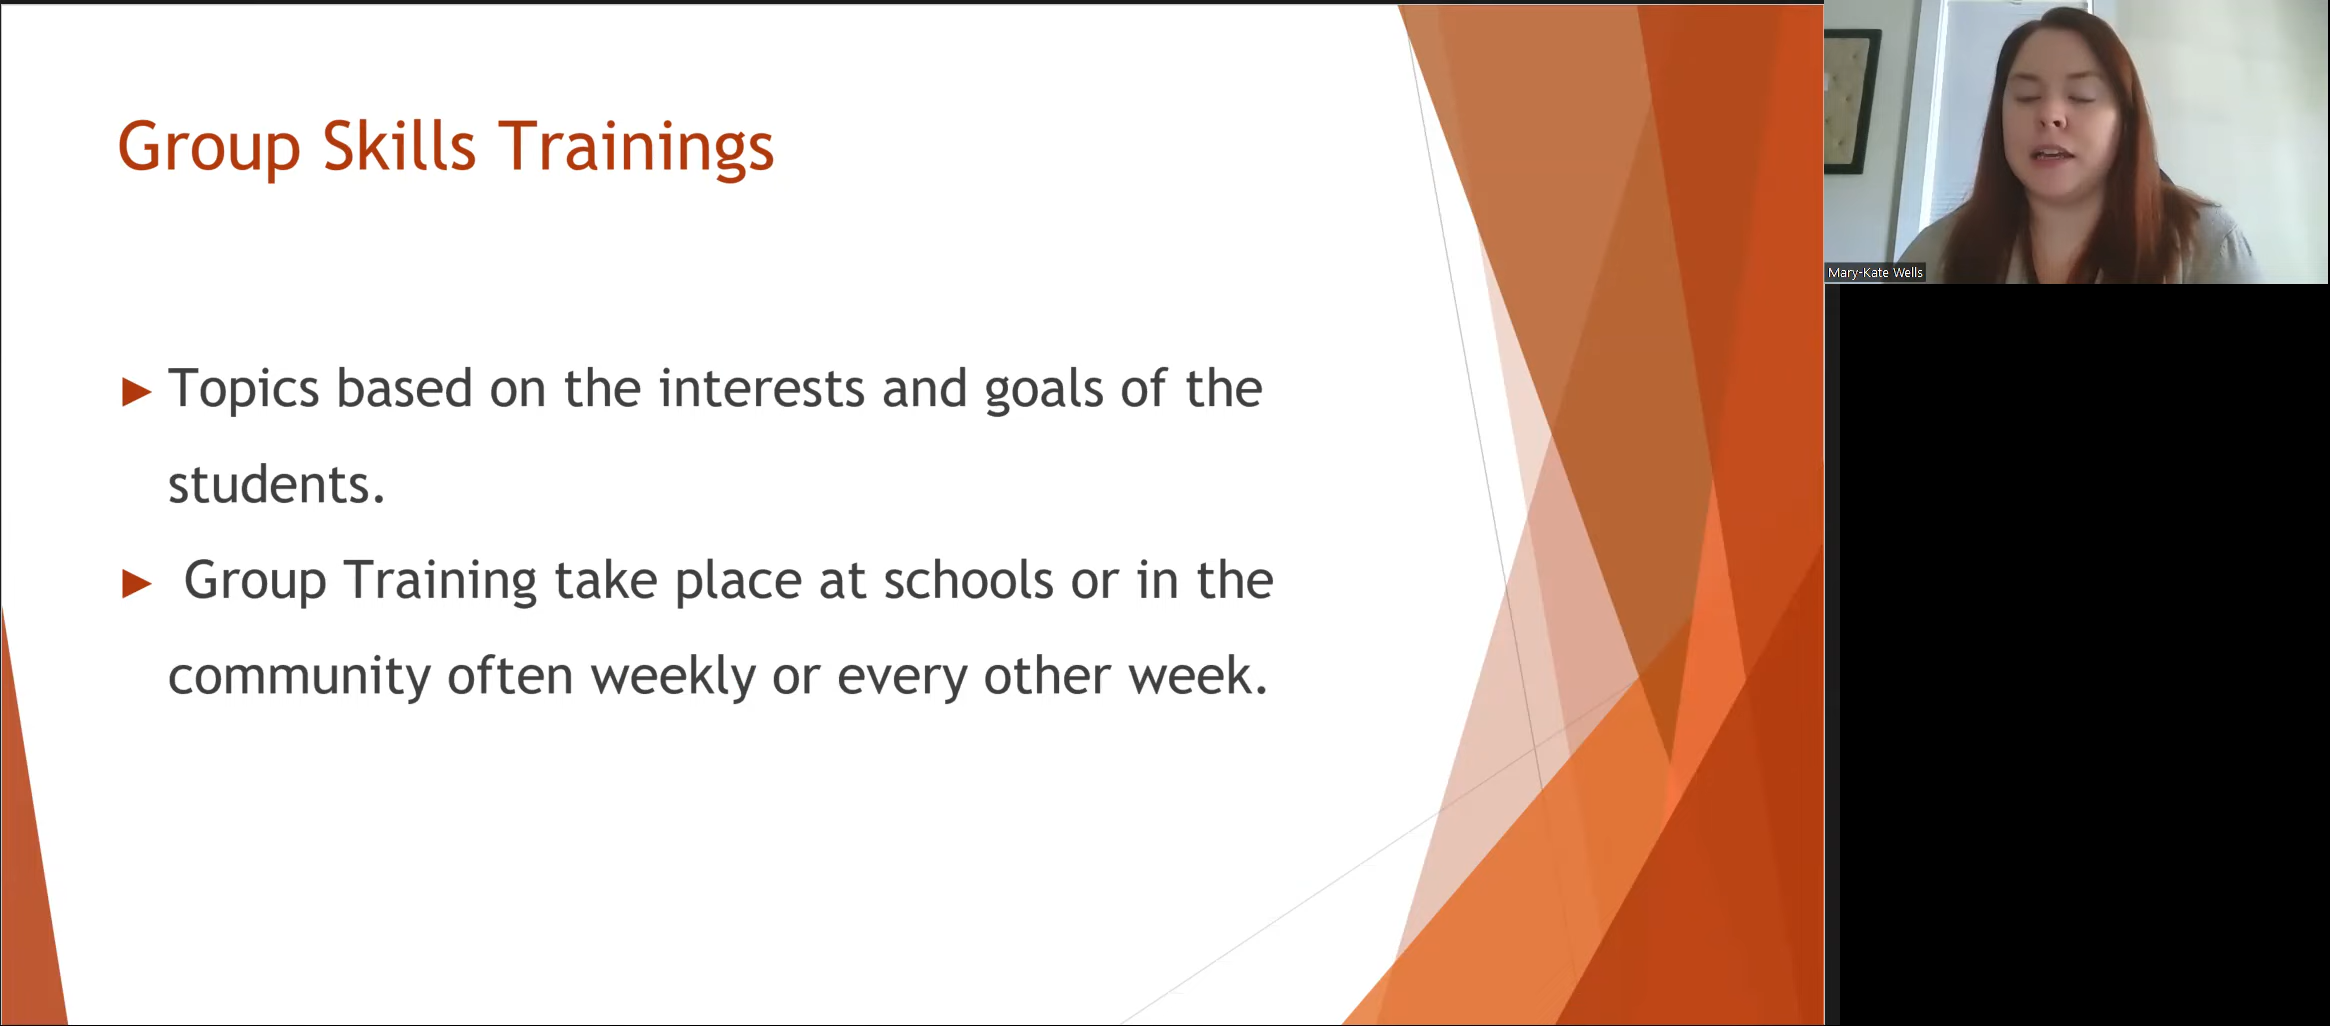 Group Skills Trainings
► Topics based on the interests and goals of the
students.
► Group Training take place at schools or in the
community often weekly or every other week.
Mary-Kate Wells